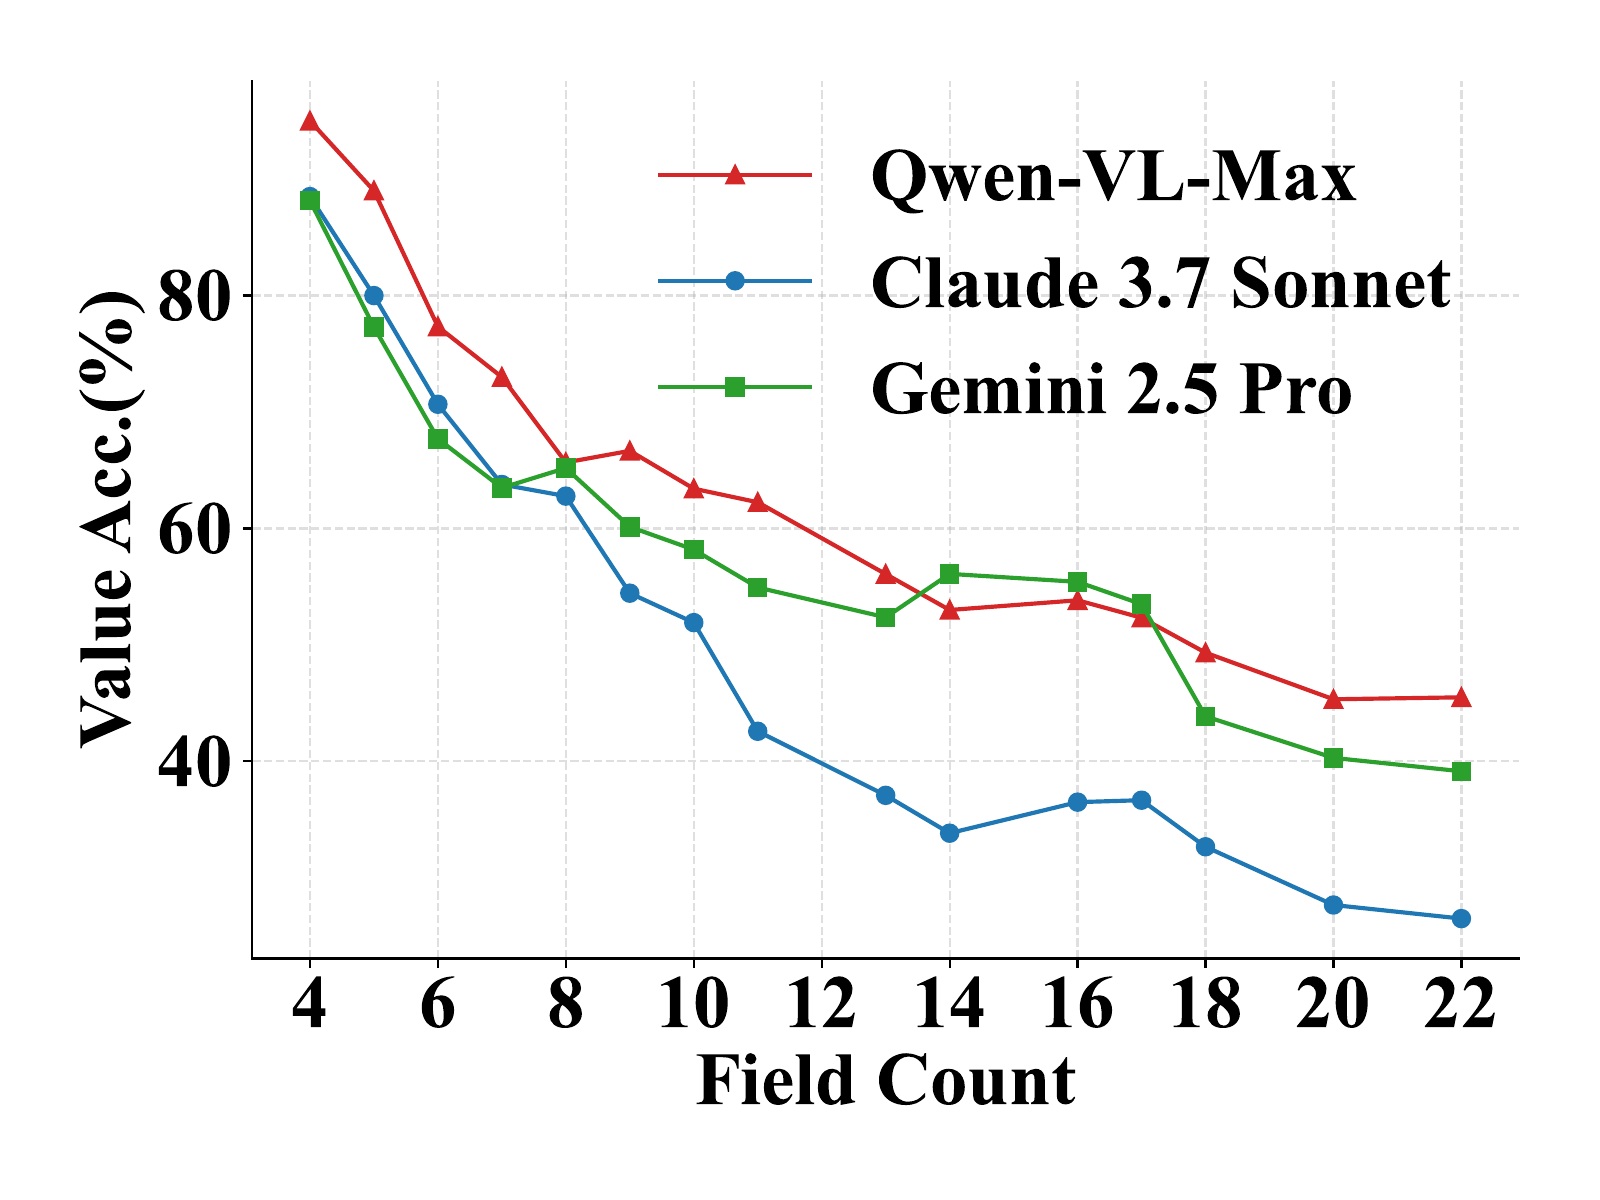 Qwen-VL-Max
Claude 3.7 Sonnet
Gemini 2.5 Pro
Value Acc.(%)
80
60
40
4 6 8 10 12 14 16 18 20 22
Field Count